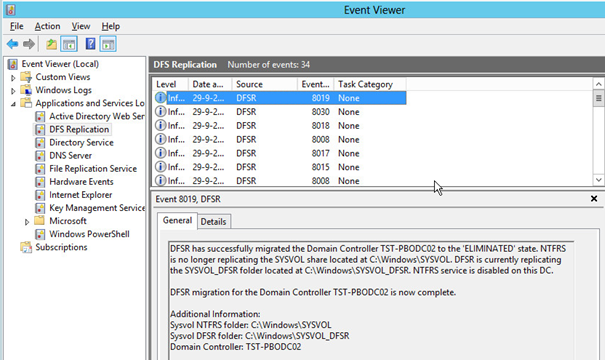 Event Viewer
File Action View Help
Event Viewer (Local)
Custom Views
Windows Logs
Applications and Services Lo
Active Directory Web Ser
DFS Replication
Directory Service
DNS Server
File Replication Service
Hardware Events
Internet Explorer
Key Management Service
Microsoft
Windows PowerShell
Subscriptions
DFS Replication Number of events: 34
Level Date a... Source Event... Task Category
Inf... 29-9-2... DFSR 8019 None
Inf... 29-9-2... DFSR 8030 None
Inf... 29-9-2... DFSR 8018 None
Inf... 29-9-2... DFSR 8008 None
Inf... 29-9-2... DFSR 8017 None
Inf... 29-9-2... DFSR 8015 None
Inf... 29-9-2... DFSR 8008 None
Event 8019, DFSR
General Details
DFSR has successfully migrated the Domain Controller TST-PBODC02 to the 'ELIMINATED' state. NTFRS
is no longer replicating the SYSVOL share located at C:\Windows\SYSVOL. DFSR is currently replicating
the SYSVOL_DFSR folder located at C:\Windows\SYSVOL_DFSR. NTFRS service is disabled on this DC.
DFSR migration for the Domain Controller TST-PBODC02 is now complete.
Additional Information:
Sysvol NTFRS folder: C:\Windows\SYSVOL
Sysvol DFSR folder: C:\Windows\SYSVOL_DFSR
Domain Controller: TST-PBODC02